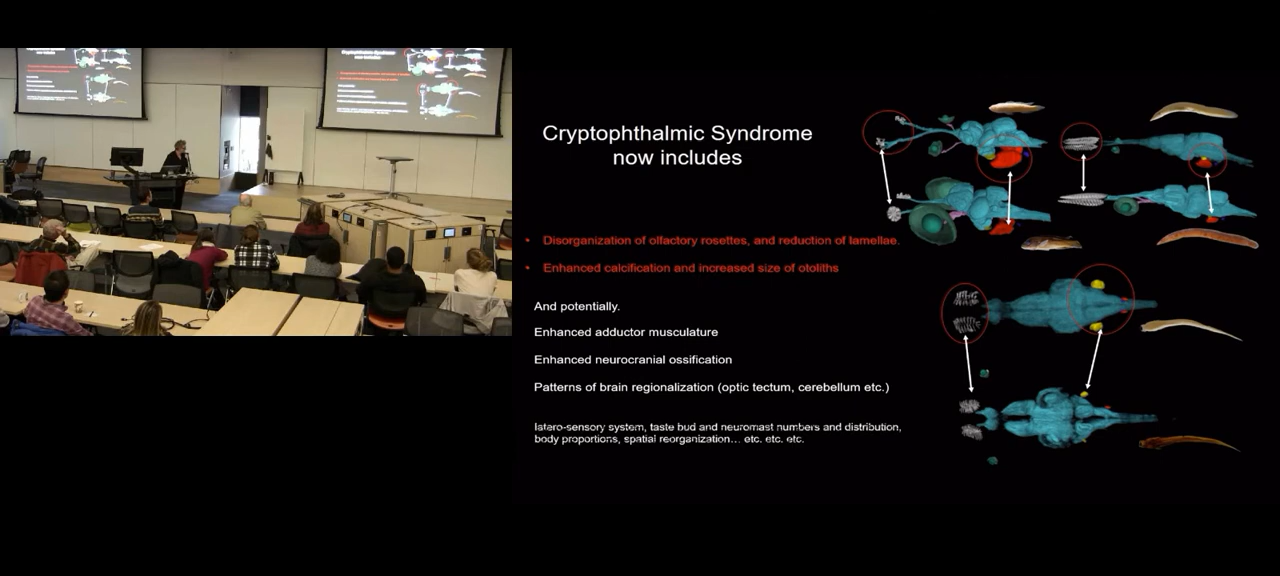 Cryptophthalmic Syndrome
now includes
• Disorganization of olfactory rosettes, and reduction of lamellae.
• Enhanced calcification and increased size of otoliths
And potentially.
Enhanced adductor musculature
Enhanced neurocranial ossification
Patterns of brain regionalization (optic tectum, cerebellum etc.)
latero-sensory system, taste bud and neuromast numbers and distribution,
body proportions, spatial reorganization… etc. etc. etc.